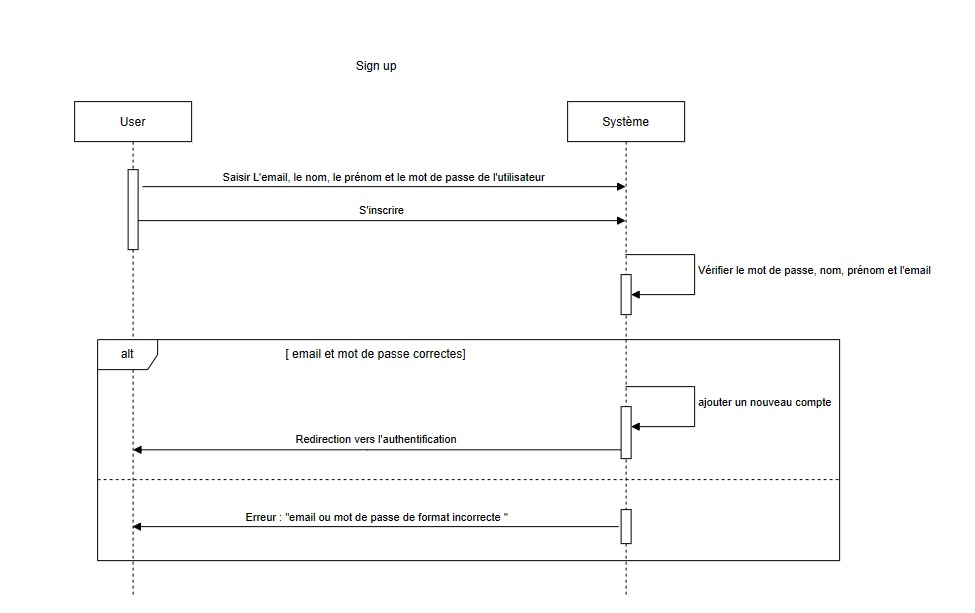 Sign up
User
Système
Saisir L'email, le nom, le prénom et le mot de passe de l'utilisateur
S'inscrire
Vérifier le mot de passe, nom, prénom et l'email
alt
[ email et mot de passe correctes]
ajouter un nouveau compte
Redirection vers l'authentification
Erreur : "email ou mot de passe de format incorrecte "